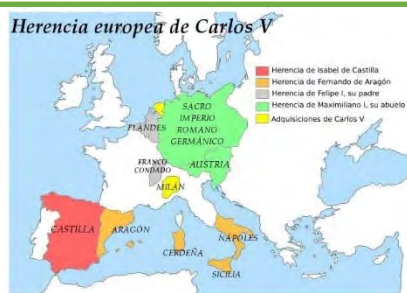 Herencia europea de Carlos V
Herencia de Isabel de Castilla
Herencia de Fernando de Aragón
Herencia de Felipe I, su padre
Herencia de Maximiliano I, su abuelo
Adquisiciones de Carlos V
SACRO
IMPERIO
ROMANO
GERMÁNICO
FLANDES
AUSTRIA
FRANCO
CONDADO
MILÁN
CASTILLA
ARAGÓN
NÁPOLES
CERDEÑA
SICILIA